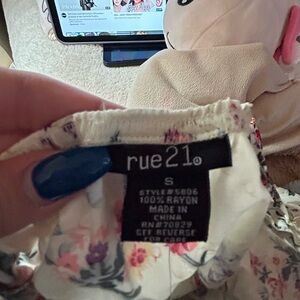 rue21®
S
STYLE#5806
100% RAYON
MADE IN
CHINA
RN#70829
SEE REVERSE
FOR CARE